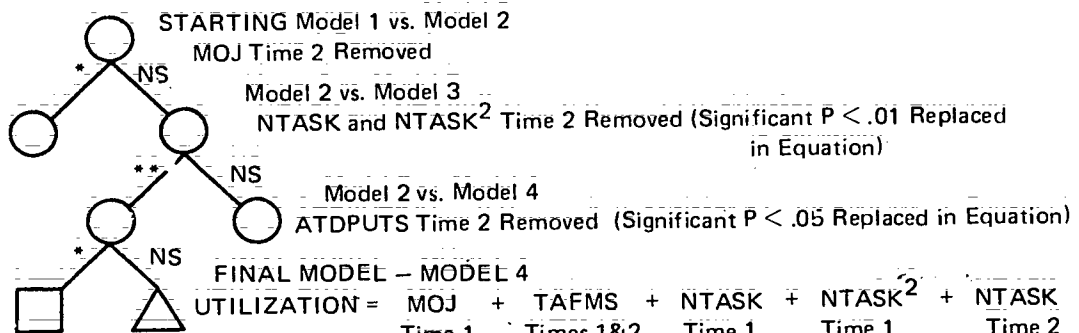 STARTING Model 1 vs. Model 2
MOJ Time 2 Removed
* NS
Model 2 vs. Model 3
NTASK and NTASK² Time 2 Removed (Significant P < .01 Replaced
in Equation)
** NS
Model 2 vs. Model 4
ATDPUTS Time 2 Removed (Significant P < .05 Replaced in Equation)
* NS
FINAL MODEL – MODEL 4
UTILIZATION = MOJ + TAFMS + NTASK + NTASK² + NTASK
Time 1 Times 1&2 Time 1 Time 1 Time 2